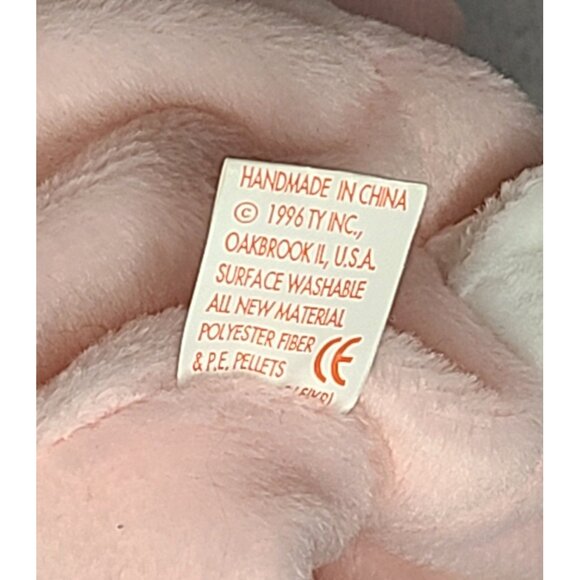 HANDMADE IN CHINA
© 1996 TY INC.,
OAKBROOK IL, U.S.A.
SURFACE WASHABLE
ALL NEW MATERIAL
POLYESTER FIBER
& P.E. PELLETS CE